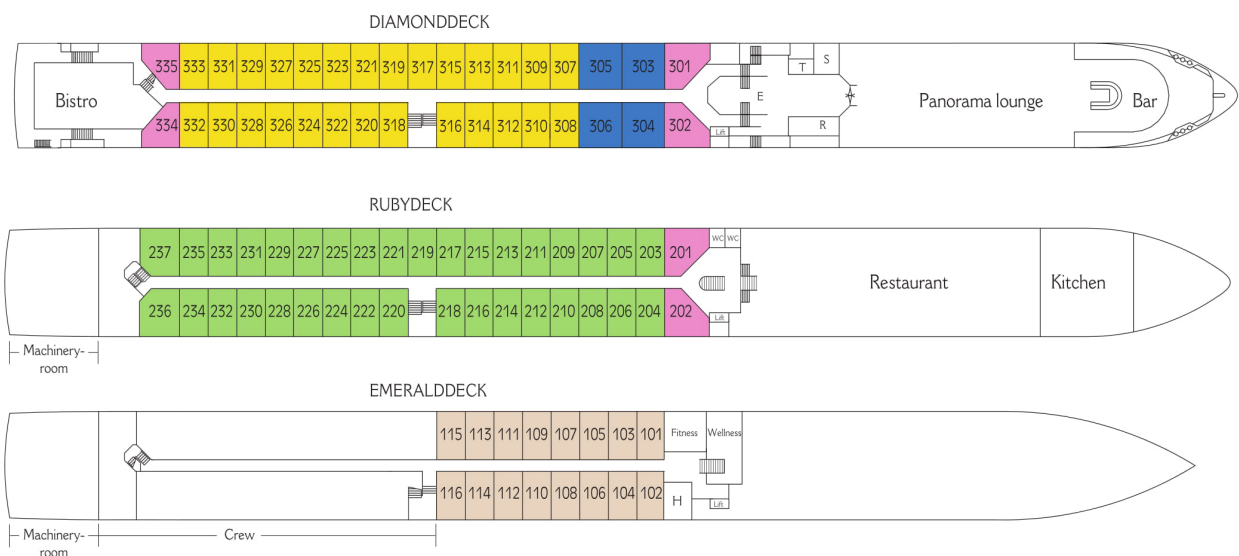 DIAMONDDECK
335 333 331 329 327 325 323 321 319 317 315 313 311 309 307 305 303 301
T S
Bistro
E
Panorama lounge
Bar
334 332 330 328 326 324 322 320 318 316 314 312 310 308 306 304 302
Lift
R
RUBYDECK
237 235 233 231 229 227 225 223 221 219 217 215 213 211 209 207 205 203 201
WC WC
Restaurant
Kitchen
236 234 232 230 228 226 224 222 220 218 216 214 212 210 208 206 204 202
Lift
Machinery-
room
EMERALDDECK
115 113 111 109 107 105 103 101
Fitness Wellness
116 114 112 110 108 106 104 102
H
Lift
Machinery-
room
Crew